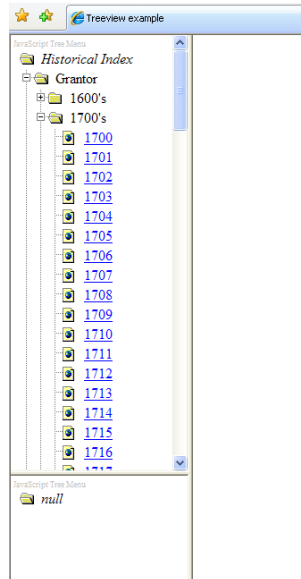 Treeview example
JavaScript Tree Menu
Historical Index
Grantor
1600's
1700's
1700
1701
1702
1703
1704
1705
1706
1707
1708
1709
1710
1711
1712
1713
1714
1715
1716
1717
JavaScript Tree Menu
null